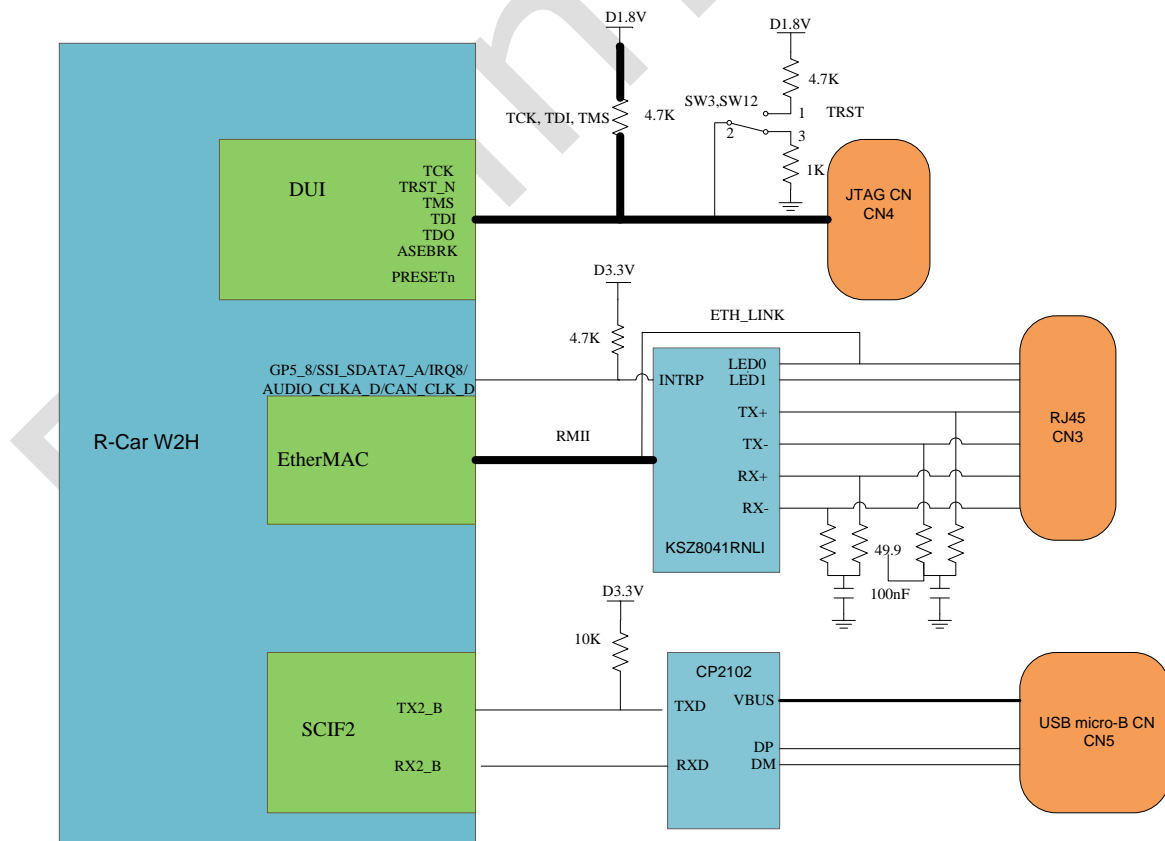 D1.8V
D1.8V
4.7K
SW3,SW12
TCK, TDI, TMS
4.7K
1
TRST
2
3
1K
DUI
TCK
TRST_N
TMS
TDI
TDO
ASEBRK
PRESETn
JTAG CN
CN4
D3.3V
ETH_LINK
4.7K
GP5_8/SSI_SDATA7_A/IRQ8/
AUDIO_CLKA_D/CAN_CLK_D
INTRP
LED0
LED1
TX+
TX-
RX+
RX-
KSZ8041RNLI
RJ45
CN3
R-Car W2H
EtherMAC
RMII
49.9
100nF
D3.3V
10K
SCIF2
TX2_B
RX2_B
CP2102
TXD
RXD
VBUS
DP
DM
USB micro-B CN
CN5